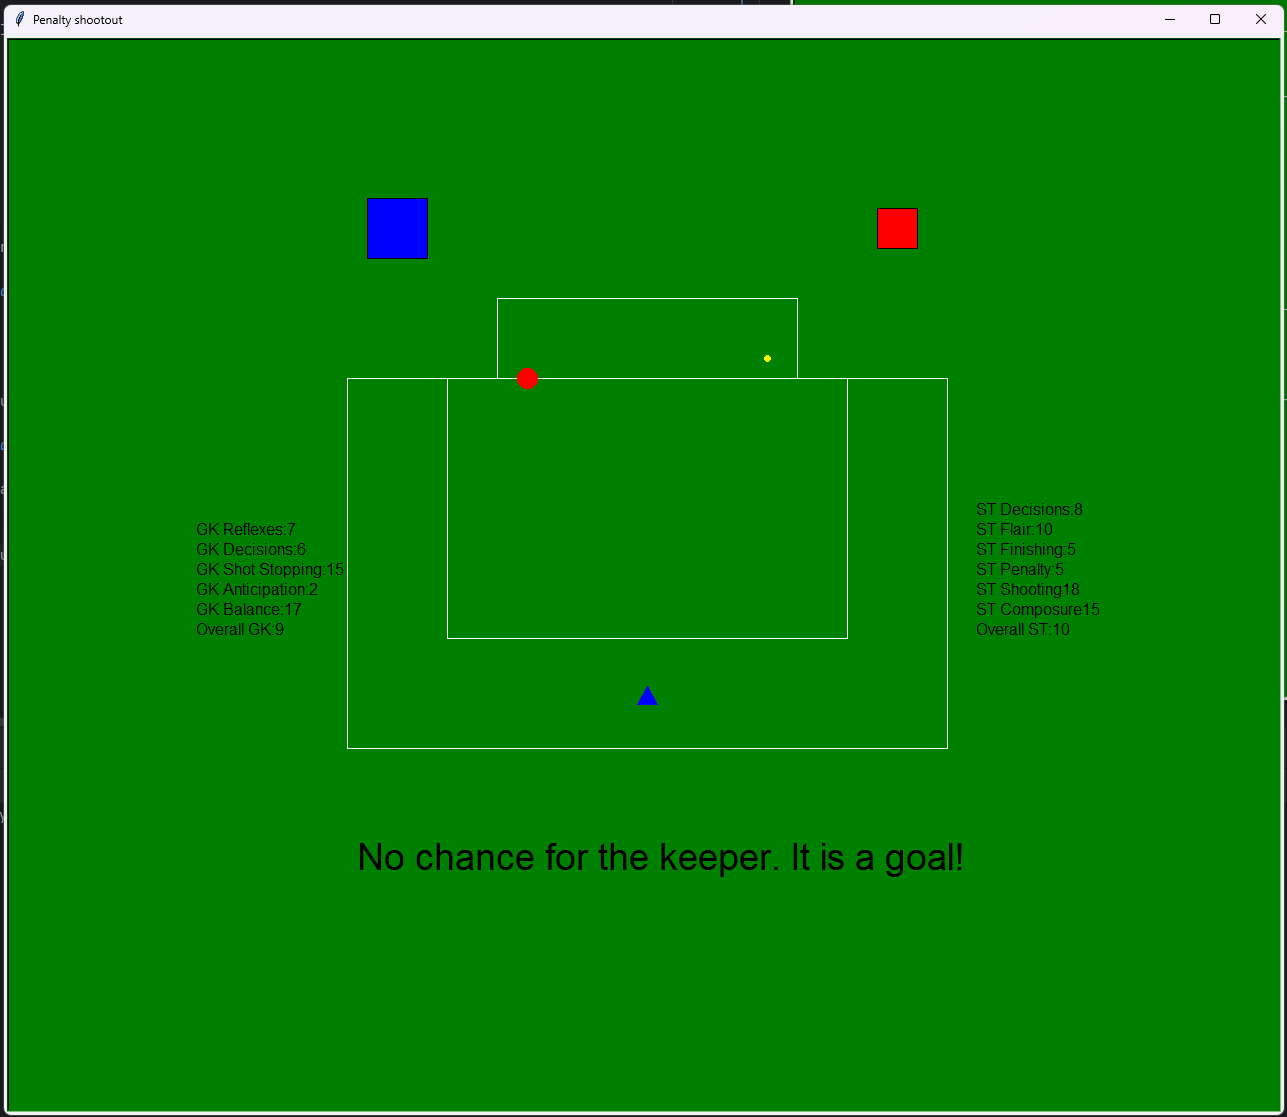 Penalty shootout
GK Reflexes:7
GK Decisions:6
GK Shot Stopping:15
GK Anticipation:2
GK Balance:17
Overall GK:9
ST Decisions:8
ST Flair:10
ST Finishing:5
ST Penalty:5
ST Shooting18
ST Composure15
Overall ST:10
No chance for the keeper. It is a goal!